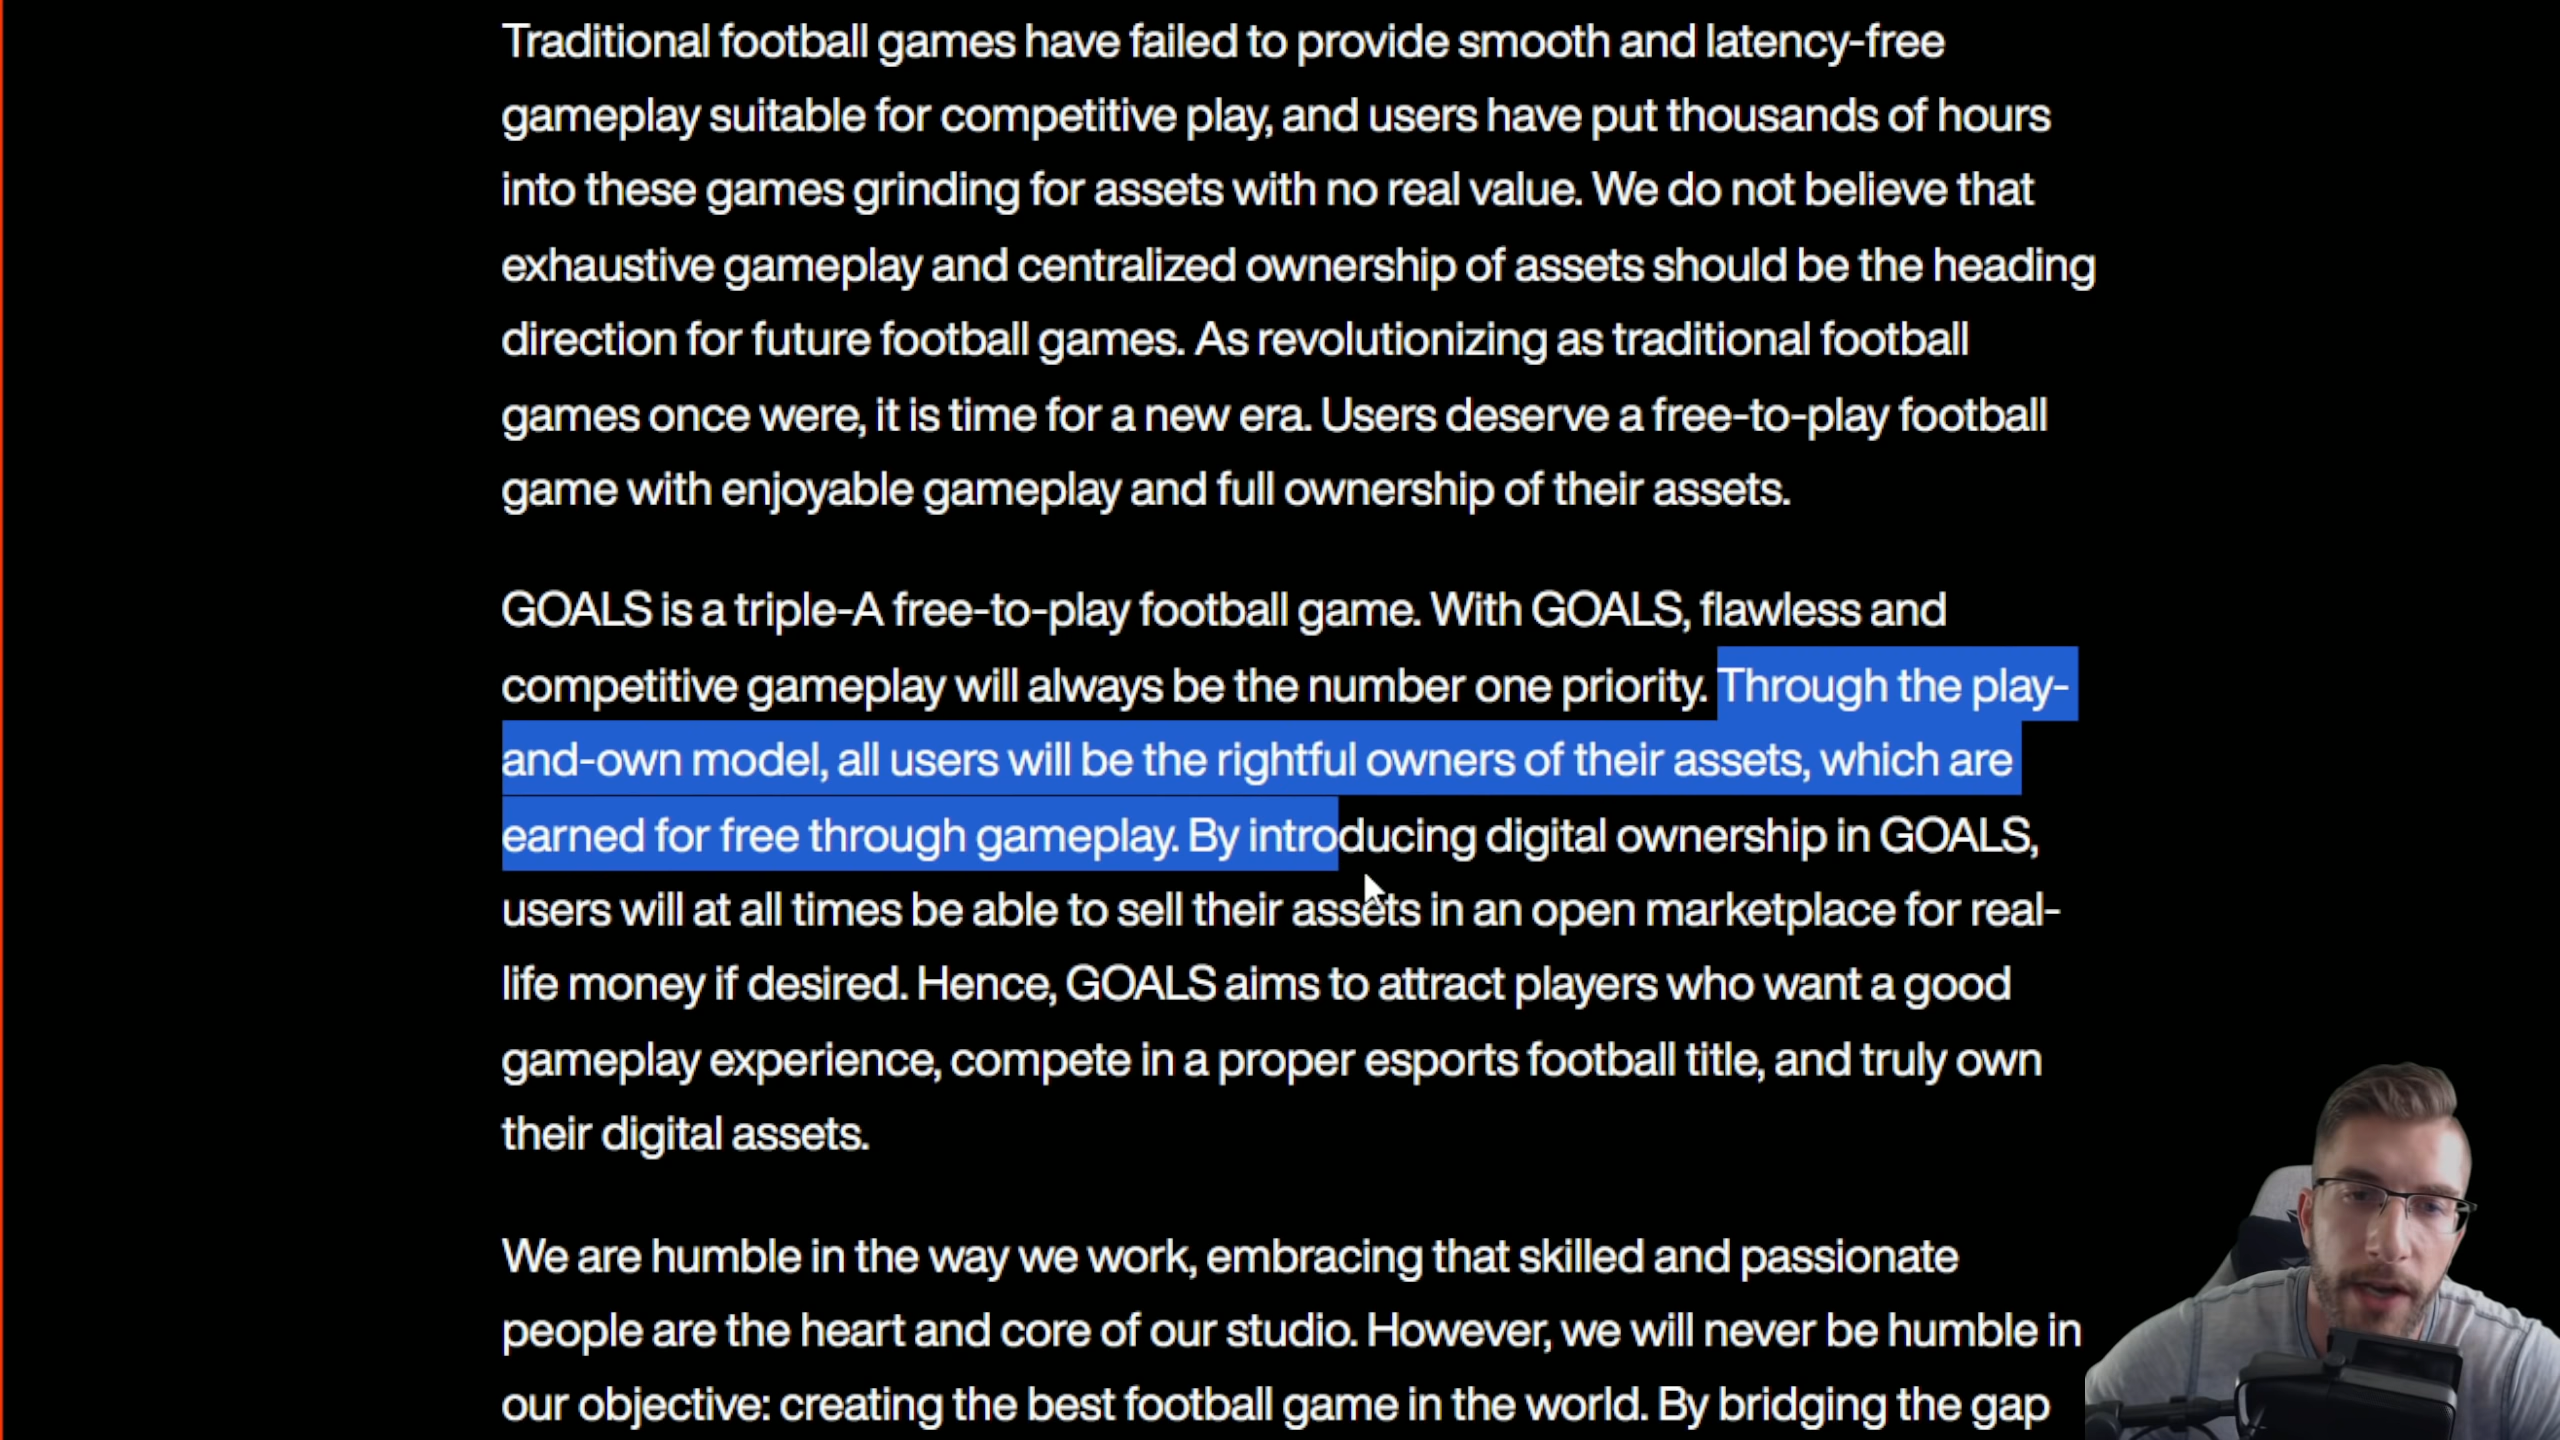 Traditional football games have failed to provide smooth and latency-free
gameplay suitable for competitive play, and users have put thousands of hours
into these games grinding for assets with no real value. We do not believe that
exhaustive gameplay and centralized ownership of assets should be the heading
direction for future football games. As revolutionizing as traditional football
games once were, it is time for a new era. Users deserve a free-to-play football
game with enjoyable gameplay and full ownership of their assets.
GOALS is a triple-A free-to-play football game. With GOALS, flawless and
competitive gameplay will always be the number one priority. Through the play-
and-own model, all users will be the rightful owners of their assets, which are
earned for free through gameplay. By introducing digital ownership in GOALS,
users will at all times be able to sell their assets in an open marketplace for real-
life money if desired. Hence, GOALS aims to attract players who want a good
gameplay experience, compete in a proper esports football title, and truly own
their digital assets.
We are humble in the way we work, embracing that skilled and passionate
people are the heart and core of our studio. However, we will never be humble in
our objective: creating the best football game in the world. By bridging the gap